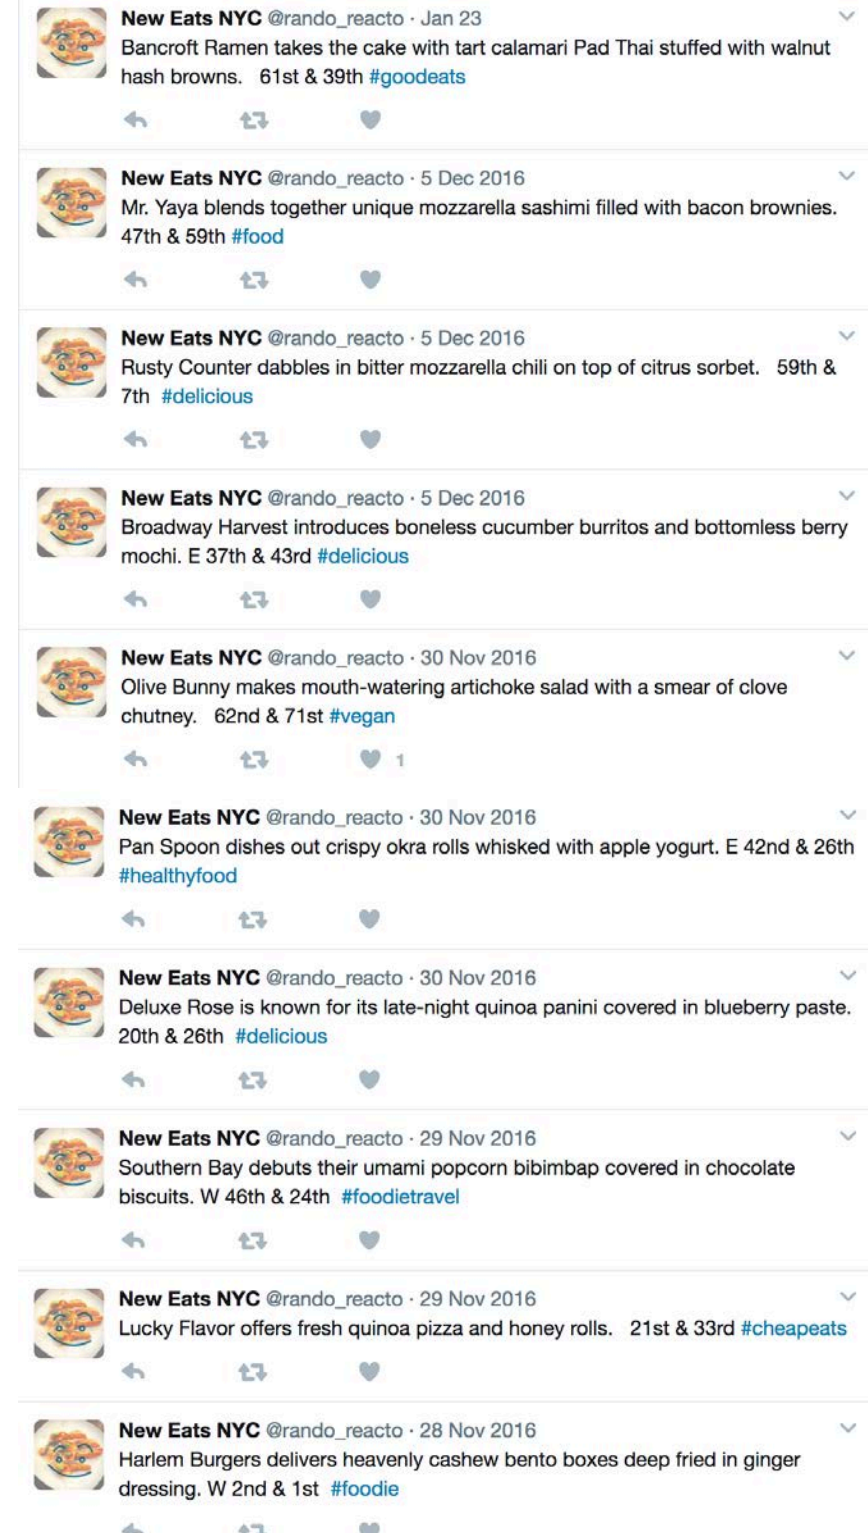 New Eats NYC @rando_reacto · Jan 23
Bancroft Ramen takes the cake with tart calamari Pad Thai stuffed with walnut
hash browns. 61st & 39th #goodeats
New Eats NYC @rando_reacto · 5 Dec 2016
Mr. Yaya blends together unique mozzarella sashimi filled with bacon brownies.
47th & 59th #food
New Eats NYC @rando_reacto · 5 Dec 2016
Rusty Counter dabbles in bitter mozzarella chili on top of citrus sorbet. 59th &
7th #delicious
New Eats NYC @rando_reacto · 5 Dec 2016
Broadway Harvest introduces boneless cucumber burritos and bottomless berry
mochi. E 37th & 43rd #delicious
New Eats NYC @rando_reacto · 30 Nov 2016
Olive Bunny makes mouth-watering artichoke salad with a smear of clove
chutney. 62nd & 71st #vegan
1
New Eats NYC @rando_reacto · 30 Nov 2016
Pan Spoon dishes out crispy okra rolls whisked with apple yogurt. E 42nd & 26th
#healthyfood
New Eats NYC @rando_reacto · 30 Nov 2016
Deluxe Rose is known for its late-night quinoa panini covered in blueberry paste.
20th & 26th #delicious
New Eats NYC @rando_reacto · 29 Nov 2016
Southern Bay debuts their umami popcorn bibimbap covered in chocolate
biscuits. W 46th & 24th #foodietravel
New Eats NYC @rando_reacto · 29 Nov 2016
Lucky Flavor offers fresh quinoa pizza and honey rolls. 21st & 33rd #cheapeats
New Eats NYC @rando_reacto · 28 Nov 2016
Harlem Burgers delivers heavenly cashew bento boxes deep fried in ginger
dressing. W 2nd & 1st #foodie